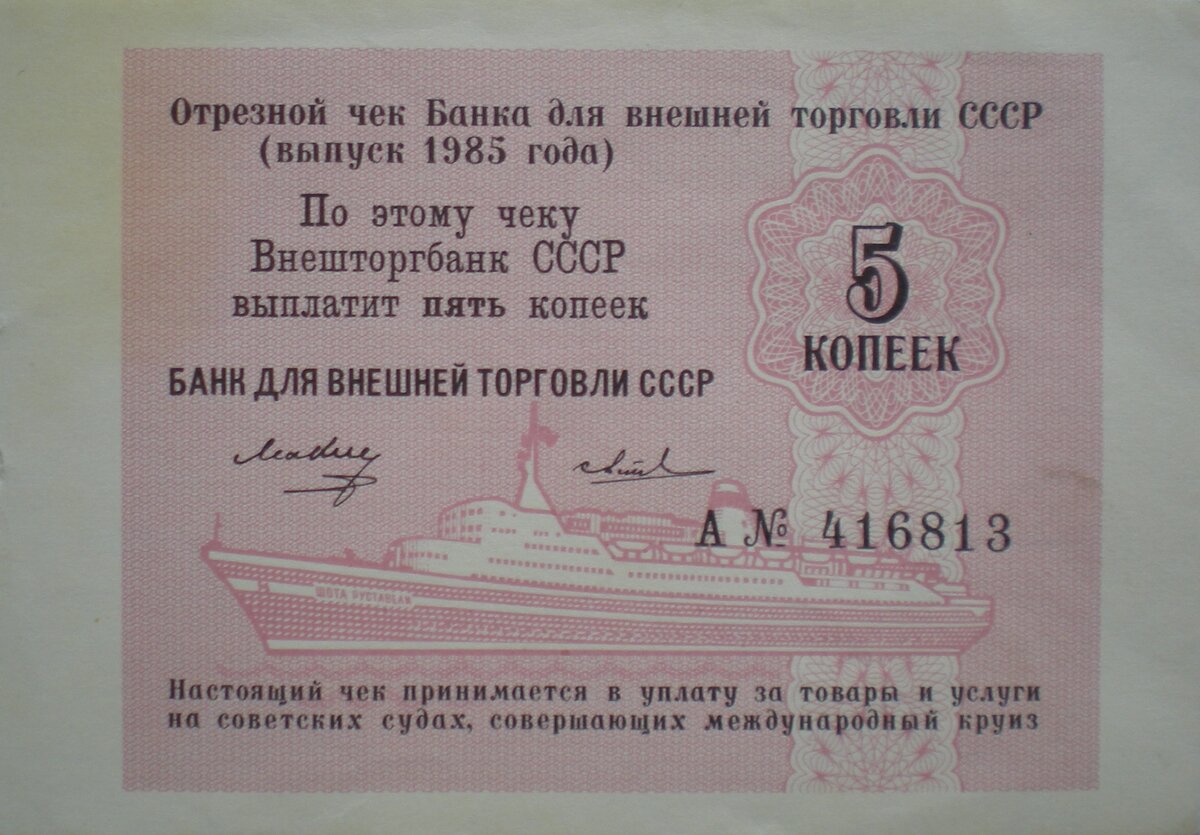 Отрезной чек Банка для внешней торговли СССР
(выпуск 1985 года)
По этому чеку
Внешторгбанк СССР
выплатит пять копеек
5
КОПЕЕК
БАНК ДЛЯ ВНЕШНЕЙ ТОРГОВЛИ СССР
А № 416813
ШОТА РУСТАВЕЛИ
Настоящий чек принимается в уплату за товары и услуги
на советских судах, совершающих международный круиз